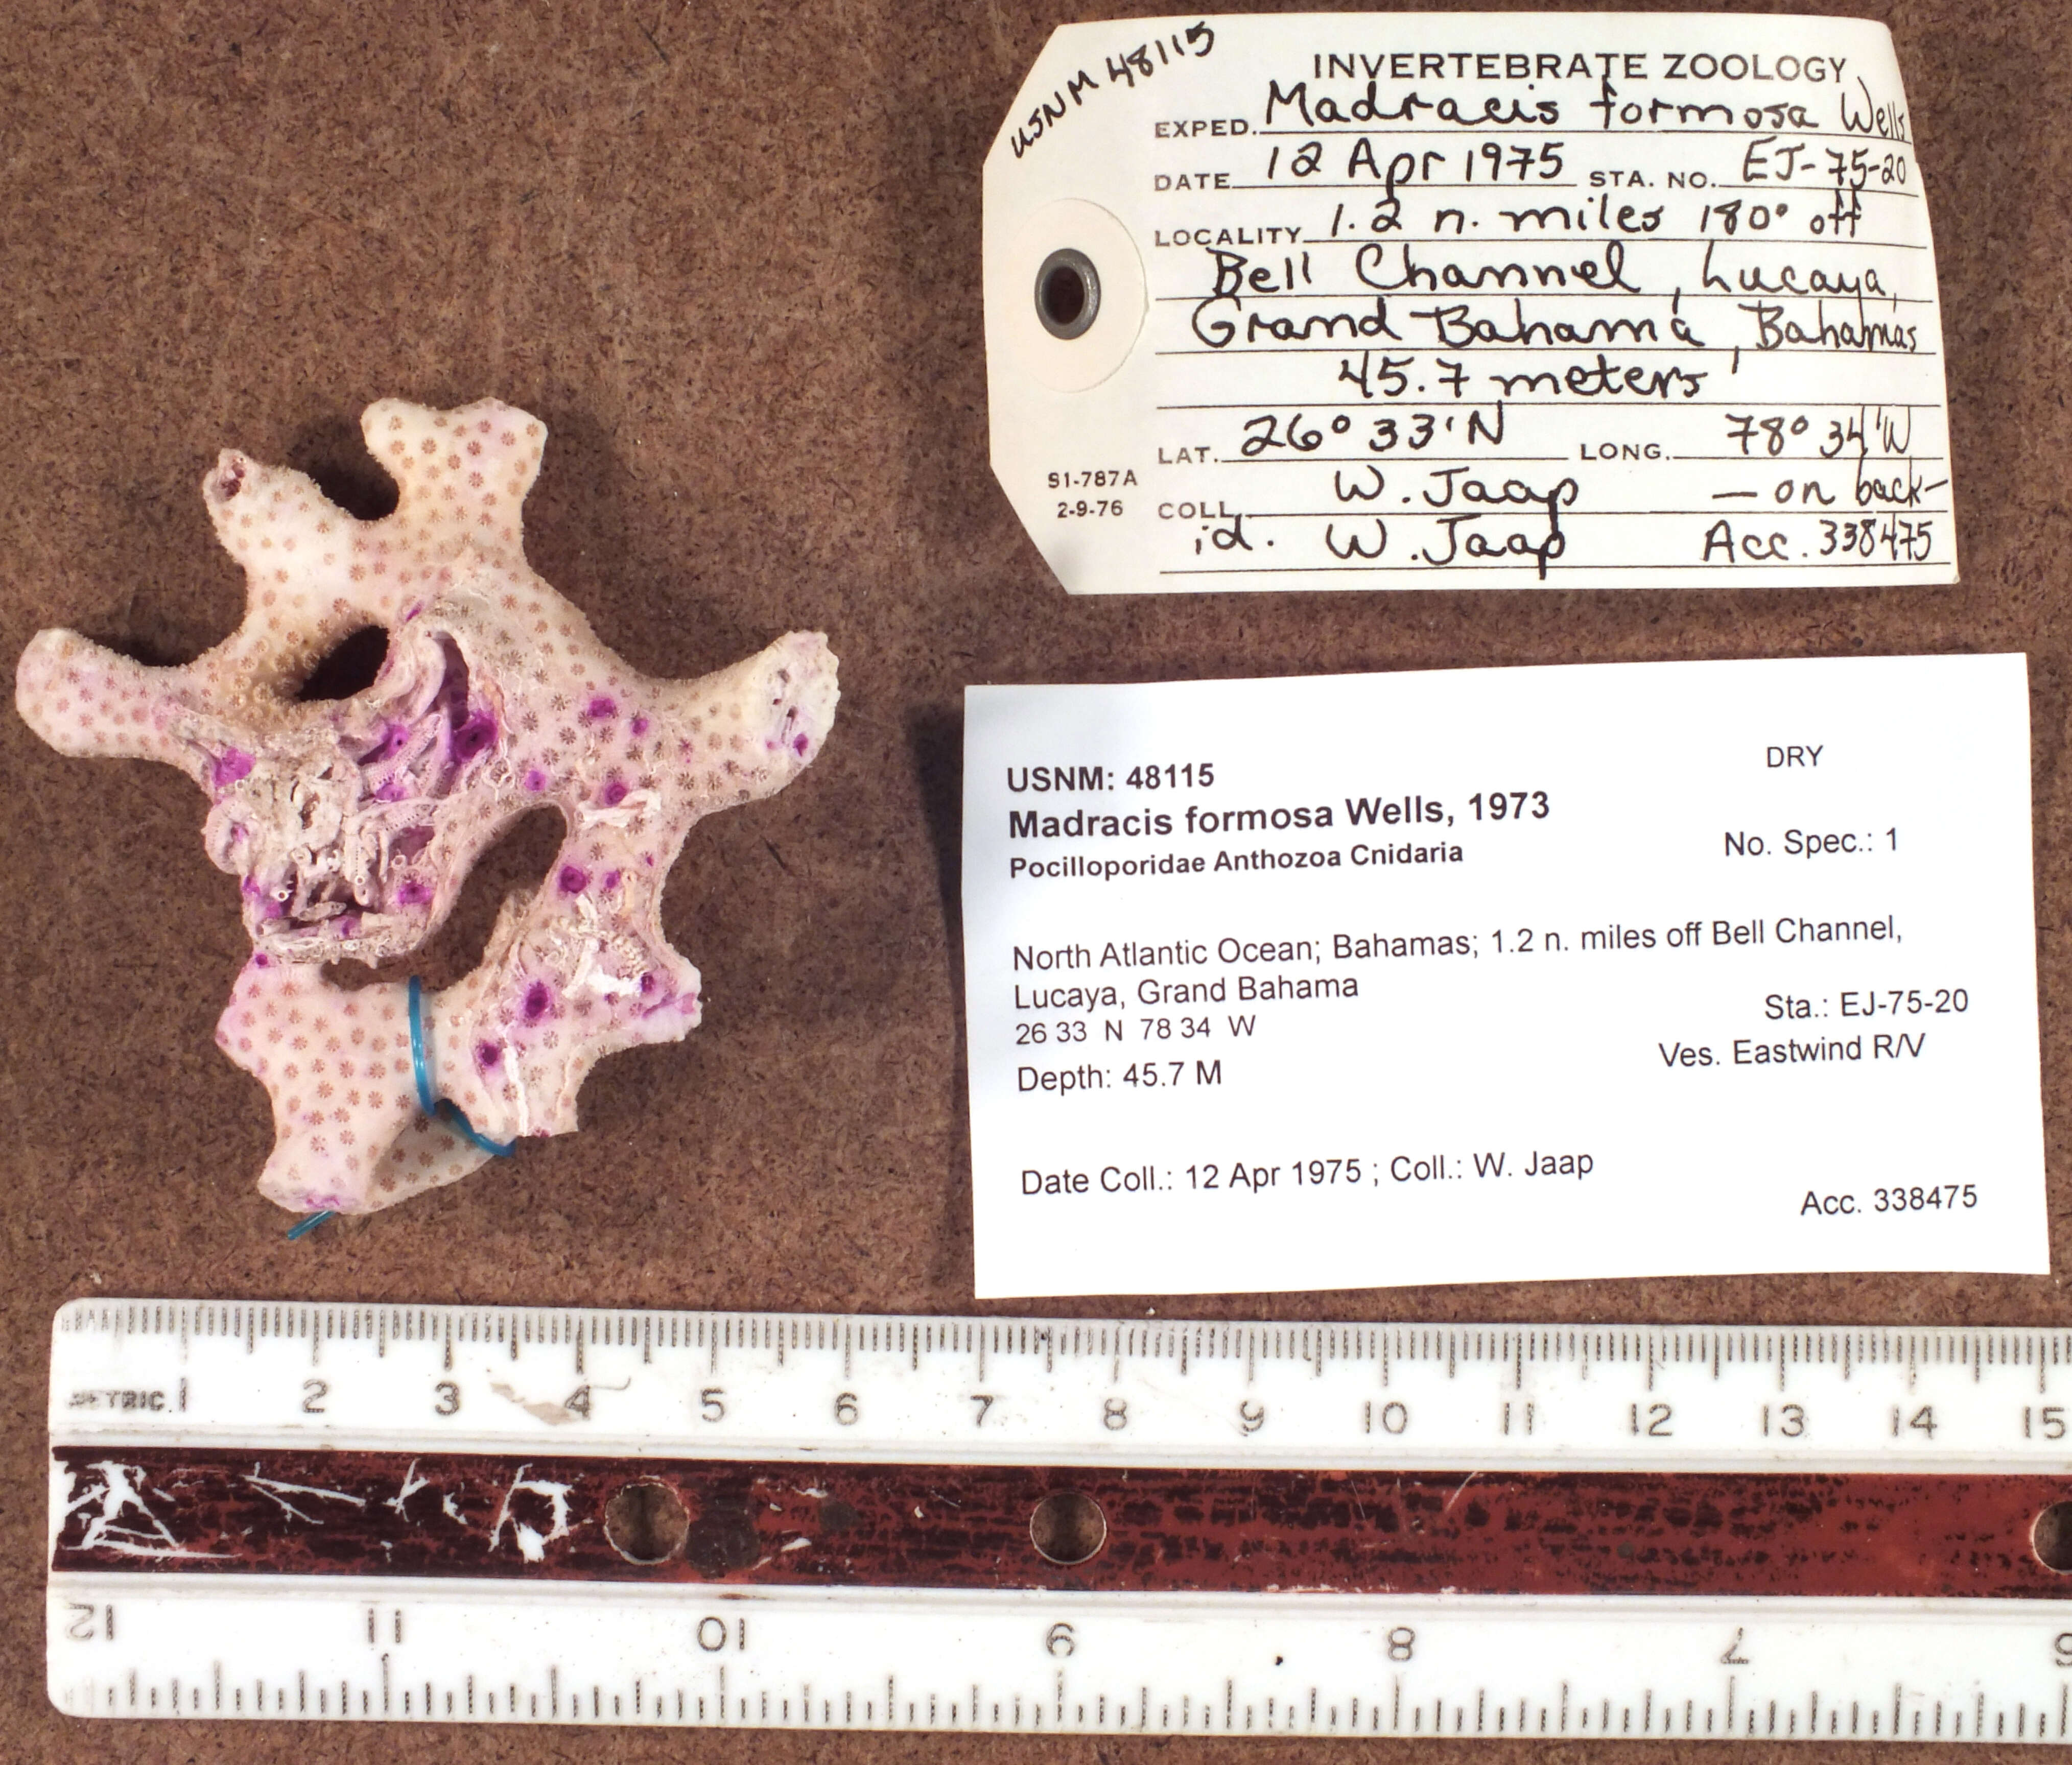 USNM 48115
INVERTEBRATE ZOOLOGY
EXPED. Madracis formosa Wells
DATE 12 Apr 1975 STA. NO. EJ-75-20
LOCALITY 1.2 n. miles 180° off
Bell Channel, Lucaya,
Grand Bahama, Bahamas
45.7 meters
LAT. 26° 33'N LONG. 78° 34'W
S1-787A
2-9-76
COLL. W. Jaap — on back —
id. W. Jaap Acc. 338475
DRY
USNM: 48115
Madracis formosa Wells, 1973
No. Spec.: 1
Pocilloporidae Anthozoa Cnidaria
North Atlantic Ocean; Bahamas; 1.2 n. miles off Bell Channel,
Lucaya, Grand Bahama
Sta.: EJ-75-20
26 33 N 78 34 W
Ves. Eastwind R/V
Depth: 45.7 M
Date Coll.: 12 Apr 1975 ; Coll.: W. Jaap
Acc. 338475
METRIC 1 2 3 4 5 6 7 8 9 10 11 12 13 14 15
12 11 10 9 8 7 6